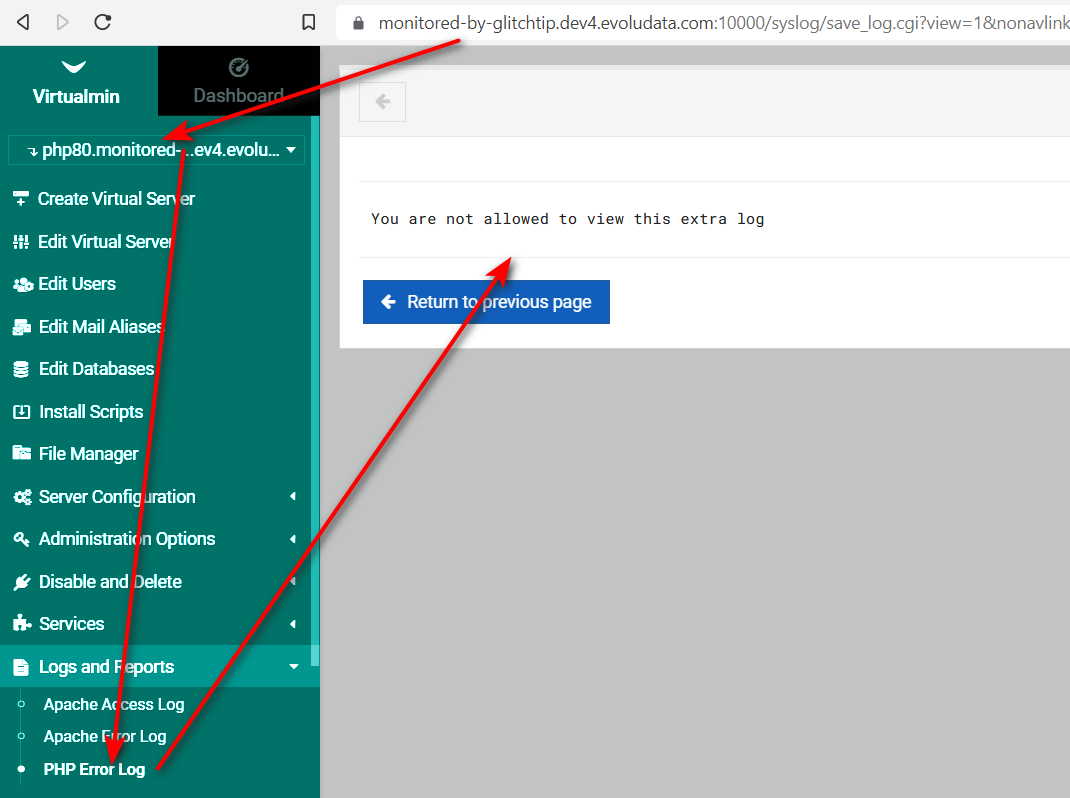 monitored-by-glitchtip.dev4.evoludata.com:10000/syslog/save_log.cgi?view=1&nonavlink
Virtualmin
Dashboard
php80.monitored-...ev4.evolu...
Create Virtual Server
Edit Virtual Server
Edit Users
Edit Mail Aliases
Edit Databases
Install Scripts
File Manager
Server Configuration
Administration Options
Disable and Delete
Services
Logs and Reports
Apache Access Log
Apache Error Log
PHP Error Log
You are not allowed to view this extra log
Return to previous page